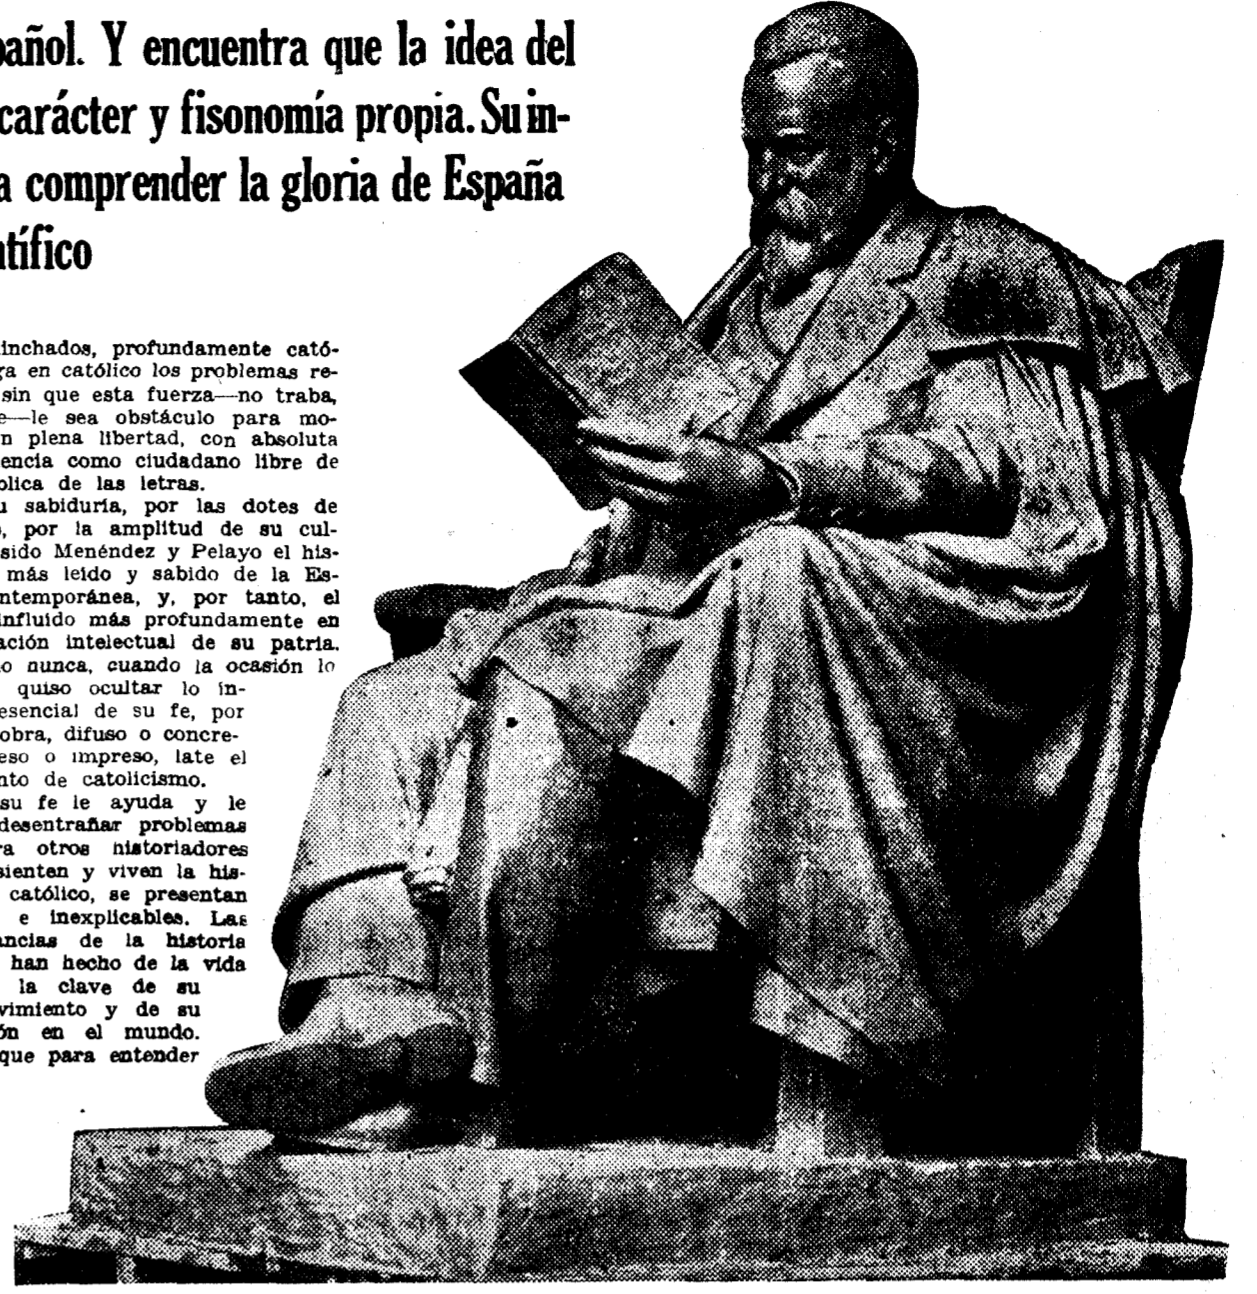 pañol. Y encuentra que la idea del
carácter y fisonomía propia. Su in-
a comprender la gloria de España
ntífico
inchados, profundamente cató-
ga en católico los problemas re-
sin que esta fuerza—no traba,
e—le sea obstáculo para mo-
n plena libertad, con absoluta
encia como ciudadano libre de
blica de las letras.
u sabiduría, por las dotes de
, por la amplitud de su cul-
sido Menéndez y Pelayo el his-
más leído y sabido de la Es-
ntemporánea, y, por tanto, el
influído más profundamente en
ación intelectual de su patria.
o nunca, cuando la ocasión lo
quiso ocultar lo ín-
esencial de su fe, por
obra, difuso o concre-
eso o impreso, late el
nto de catolicismo.
su fe le ayuda y le
desentrañar problemas
ra otros historiadores
sienten y viven la his-
católico, se presentan
e inexplicables. Las
ancias de la historia
han hecho de la vida
la clave de su
vimiento y de su
ón en el mundo.
que para entender